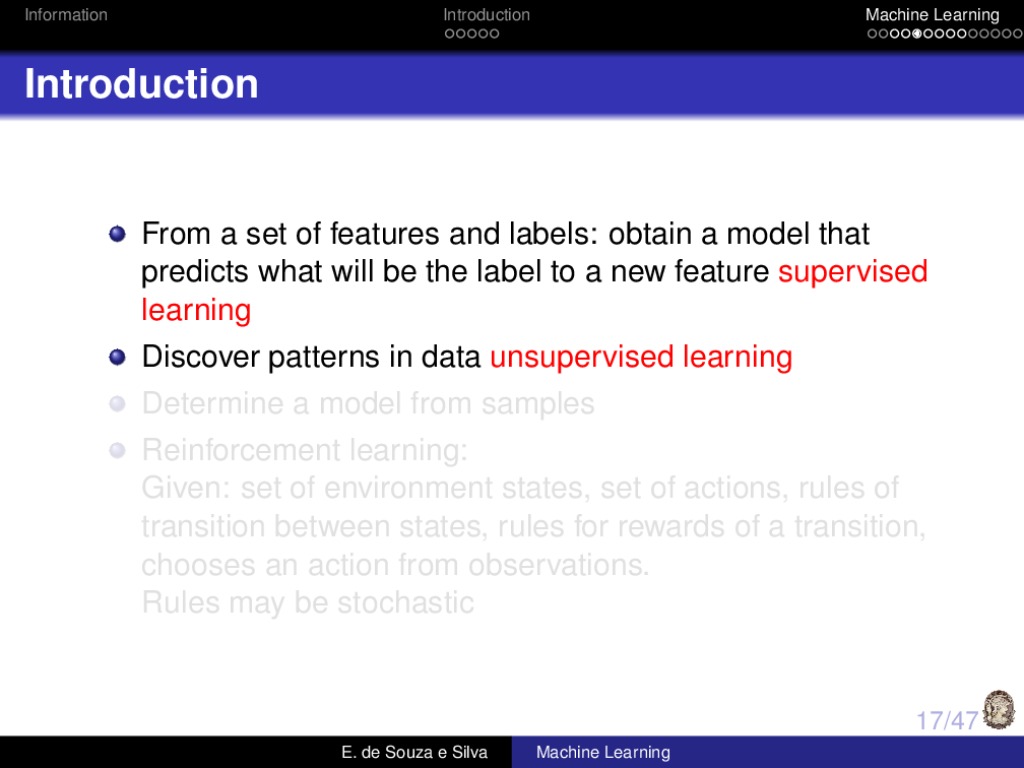 Information
Introduction
Machine Learning
Introduction
From a set of features and labels: obtain a model that
predicts what will be the label to a new feature supervised
learning
Discover patterns in data unsupervised learning
Determine a model from samples
Reinforcement learning:
Given: set of environment states, set of actions, rules of
transition between states, rules for rewards of a transition,
chooses an action from observations.
Rules may be stochastic
17/47
E. de Souza e Silva
Machine Learning